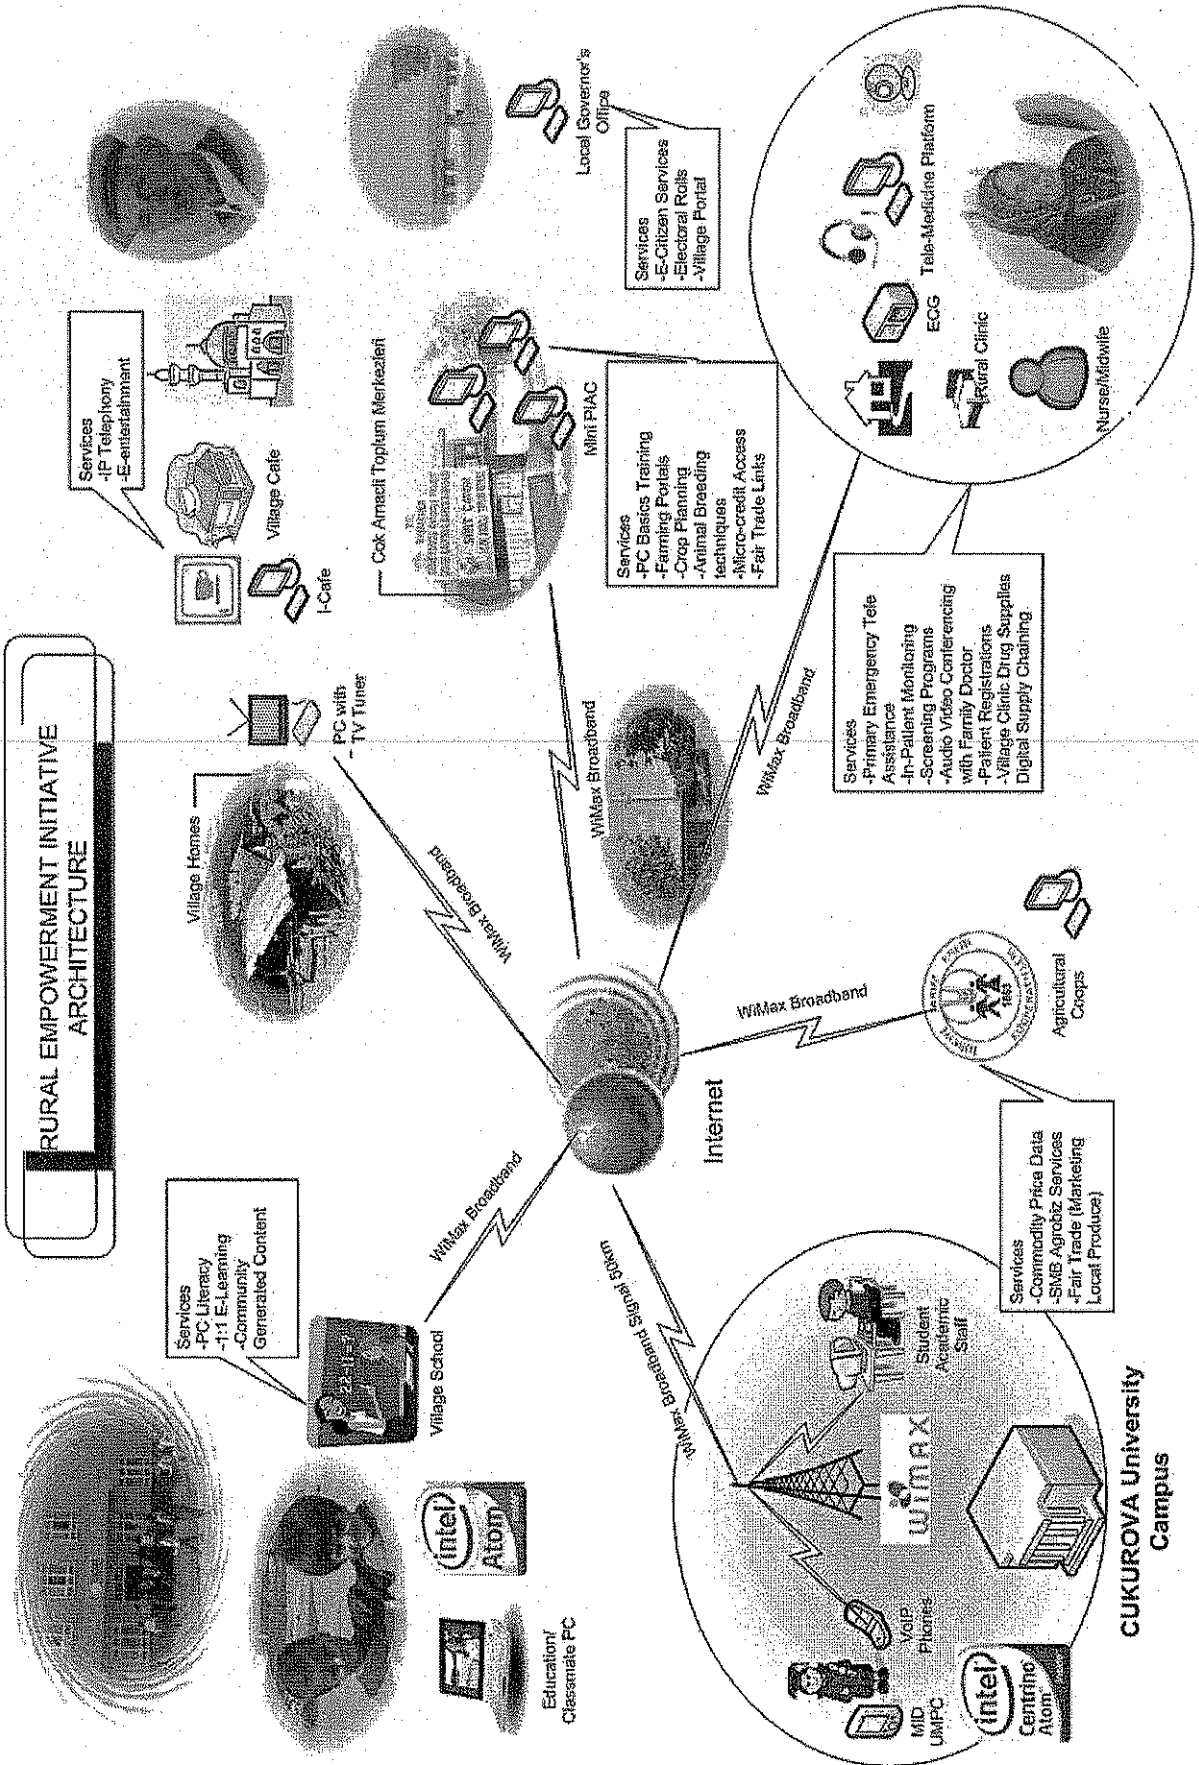 RURAL EMPOWERMENT INITIATIVE
ARCHITECTURE
Services
-PC Literacy
-1:1 E-Learning
-Community
Generated Content
Village School
intel
Atom
Education/
Classmate PC
WiMax Broadband
Village Homes
PC with
TV Tuner
WiMax Broadband
Services
-IP Telephony
-E-entertainment
I-Cafe
Village Cafe
Cok Amacli Toplum Merkezleri
Mini PIAC
WiMax Broadband
Services
-PC Basics Training
-Farming Portals
-Crop Planning
-Animal Breeding
techniques
-Micro-credit Access
-Fair Trade Links
Local Governor's
Office
Services
-E-Citizen Services
-Electoral Rolls
-Village Portal
Internet
WiMax Broadband
WiMax Broadband
WiMax Broadband Signal 50km
Services
-Primary Emergency Tele
Assistance
-In-Patient Monitoring
-Screening Programs
-Audio Video Conferencing
with Family Doctor
-Patient Registrations
-Village Clinic Drug Supplies
Digital Supply Chaining
ECG
Tele-Medicine Platform
Rural Clinic
Nurse/Midwife
1863
Agricultural
Coops
Services
-Commodity Price Data
-SMB Agrobiz Services
-Fair Trade (Marketing
Local Produce)
Student
Academic
Staff
WiMAX
VoIP
Phones
MID
UMPC
intel
Centrino
Atom
CUKUROVA University
Campus